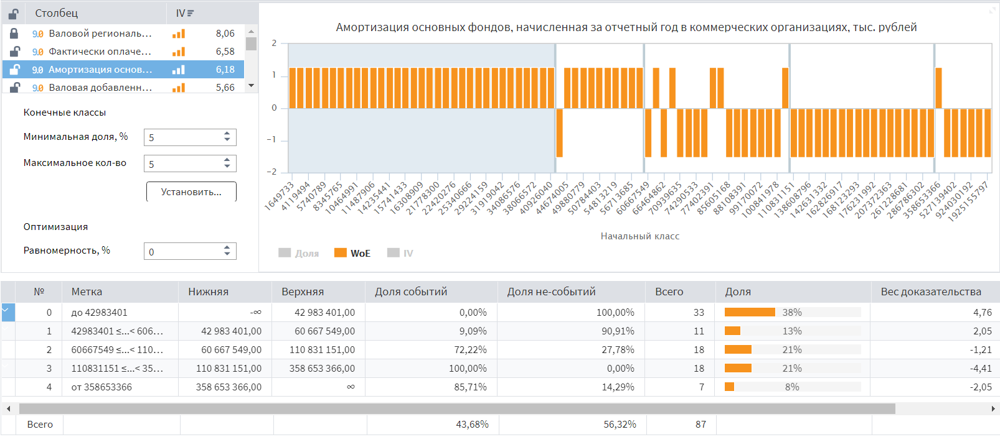 Столбец IV
9.0 Валовой региональ... 8,06
9.0 Фактически оплаче... 6,58
9.0 Амортизация основ... 6,18
9.0 Валовая добавленн... 5,66
Конечные классы
Минимальная доля, % 5
Максимальное кол-во 5
Установить...
Оптимизация
Равномерность, % 0
Амортизация основных фондов, начисленная за отчетный год в коммерческих организациях, тыс. рублей
2
1
0
−1
−2
1649733 4119494 5740789 8345765 10464991 11487906 14235441 15741433 16308909 21778300 22420276 25340666 29224159 31919042 34086576 38066572 40926040 44674005 49880779 50784403 54813219 56713685 60667549 66464862 70939635 74290533 77402391 85605168 88108391 99170072 100841978 110831151 138608796 142631332 162826917 168123293 176231992 207372363 261228681 286786302 358653366 527139402 924030192 1925155797
Начальный класс
Доля WoE IV
№ Метка Нижняя Верхняя Доля событий Доля не-событий Всего Доля Вес доказательства
0 до 42983401 -∞ 42 983 401,00 0,00% 100,00% 33 38% 4,76
1 42983401 ≤...< 606... 42 983 401,00 60 667 549,00 9,09% 90,91% 11 13% 2,05
2 60667549 ≤...< 110... 60 667 549,00 110 831 151,00 72,22% 27,78% 18 21% -1,21
3 110831151 ≤...< 35... 110 831 151,00 358 653 366,00 100,00% 0,00% 18 21% -4,41
4 от 358653366 358 653 366,00 ∞ 85,71% 14,29% 7 8% -2,05
Всего 43,68% 56,32% 87